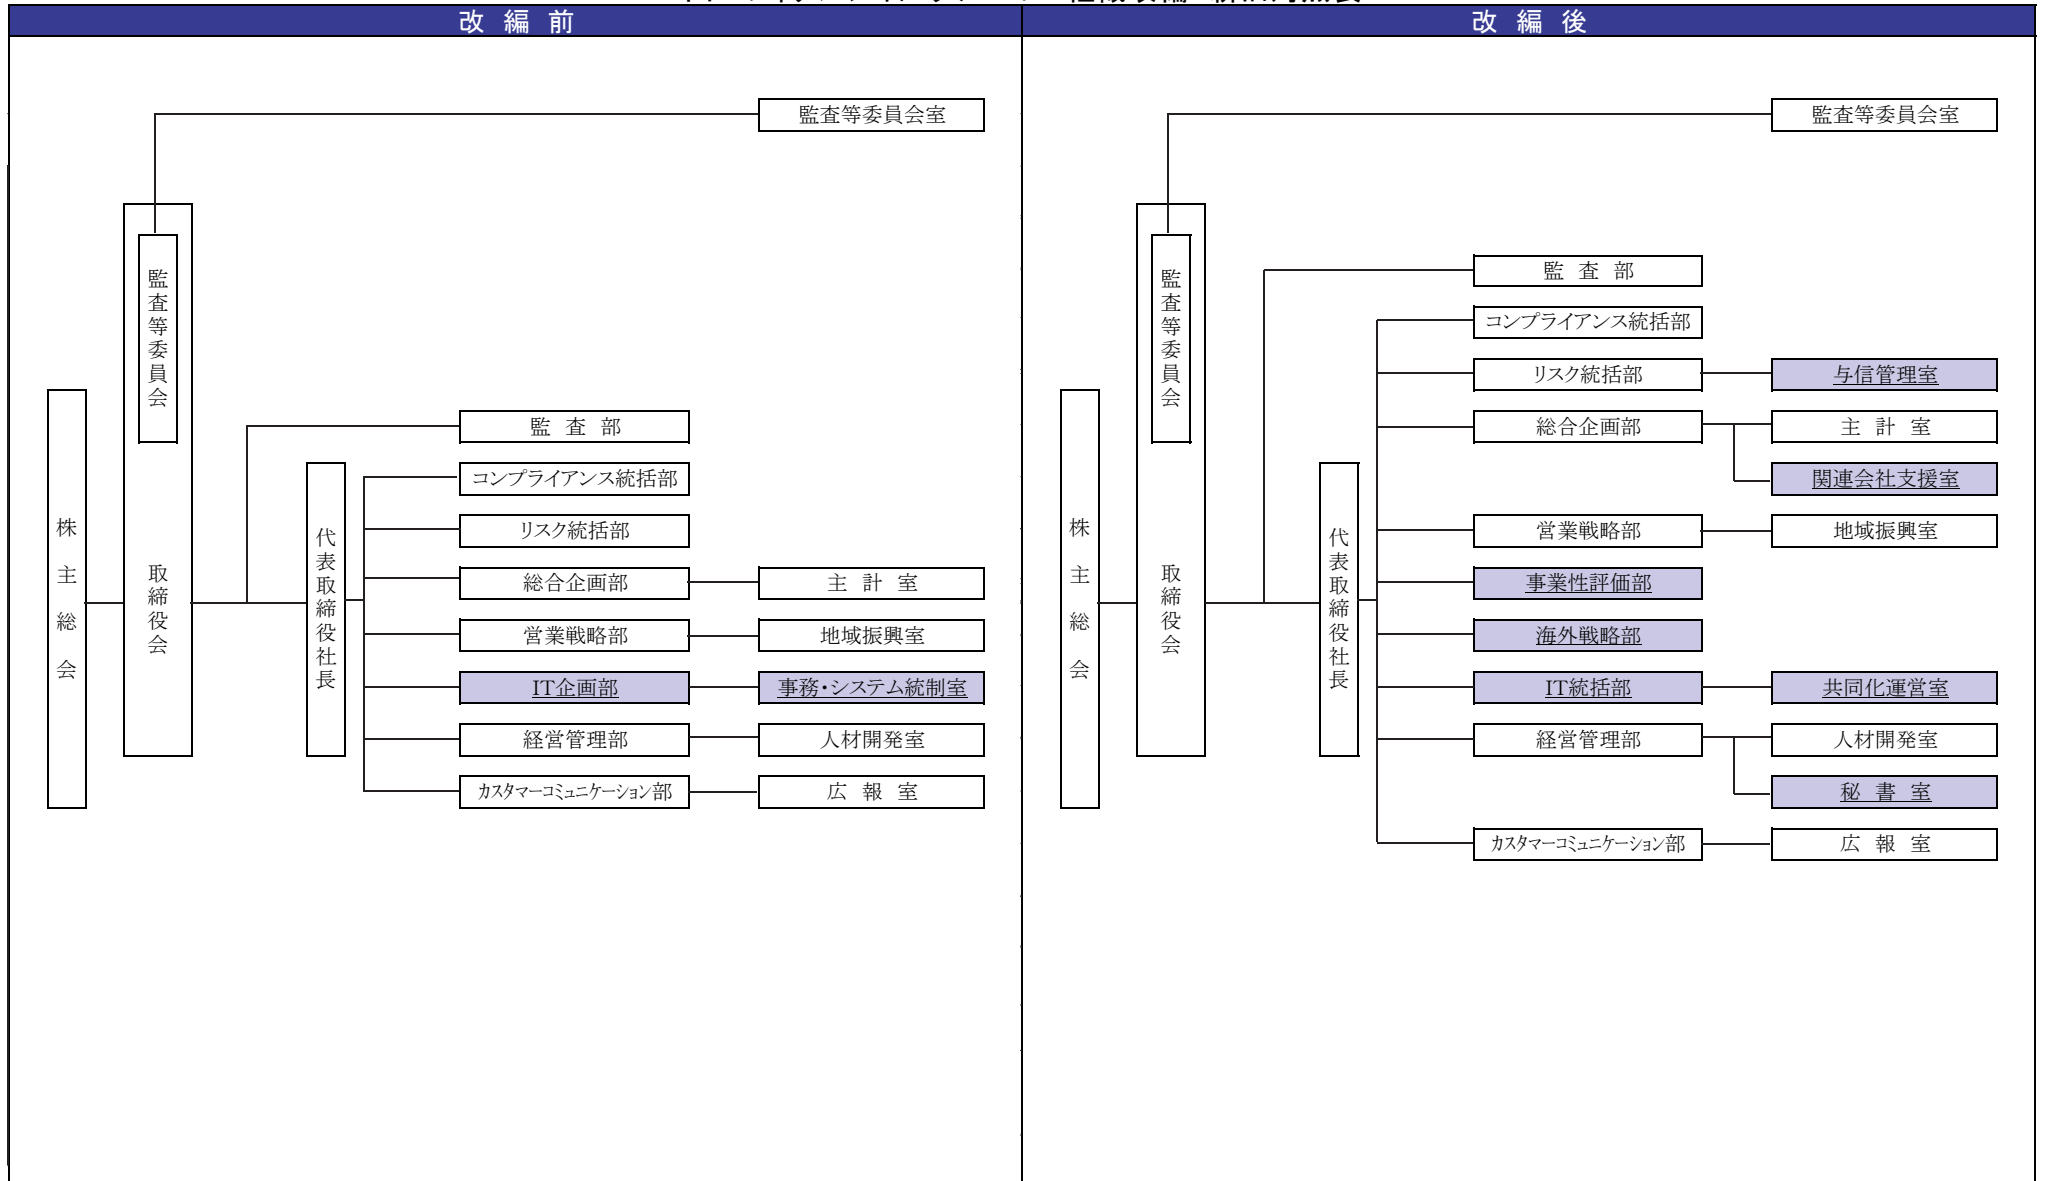 改 編 前
監査等委員会室
監査等委員会
株主総会
取締役会
代表取締役社長
監 査 部
コンプライアンス統括部
リスク統括部
総合企画部
主 計 室
営業戦略部
地域振興室
IT企画部
事務・システム統制室
経営管理部
人材開発室
カスタマーコミュニケーション部
広 報 室
改 編 後
監査等委員会室
監査等委員会
株主総会
取締役会
代表取締役社長
監 査 部
コンプライアンス統括部
リスク統括部
与信管理室
総合企画部
主 計 室
関連会社支援室
営業戦略部
地域振興室
事業性評価部
海外戦略部
IT統括部
共同化運営室
経営管理部
人材開発室
秘 書 室
カスタマーコミュニケーション部
広 報 室